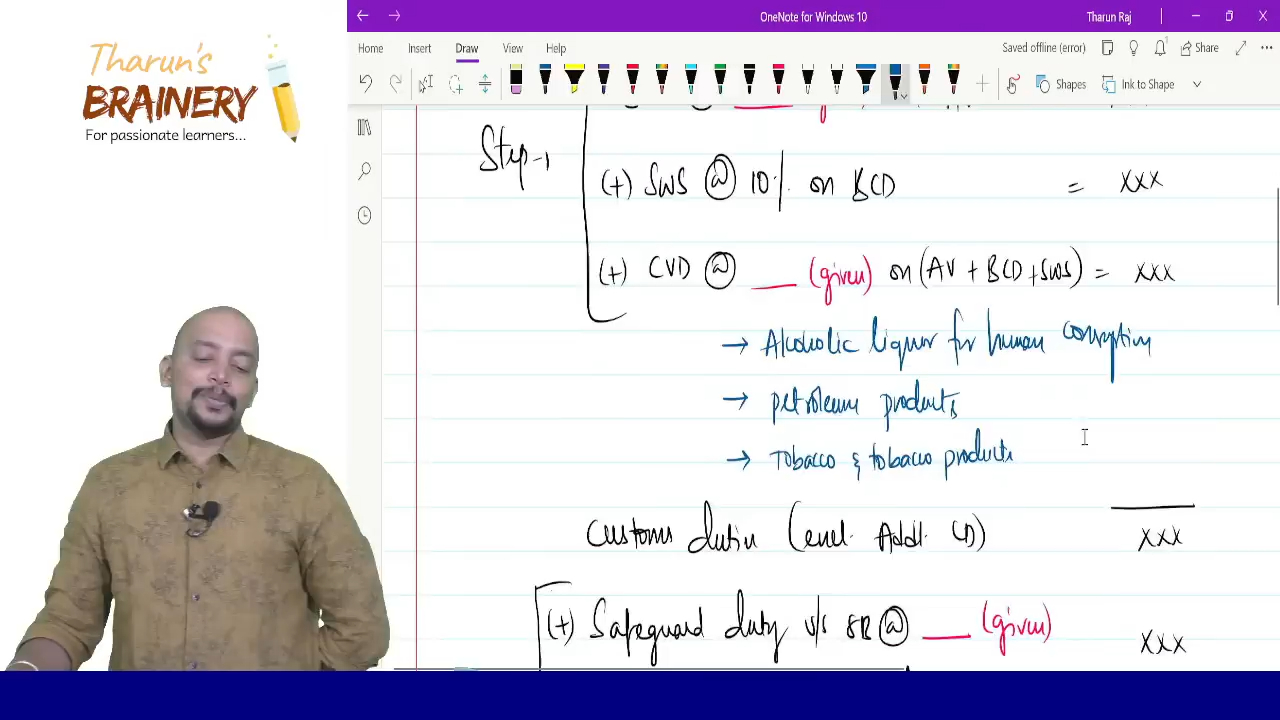 Tharun's
BRAINERY
For passionate learners...
OneNote for Windows 10
Tharun Raj
Home Insert Draw View Help
Saved offline (error)
Share
Shapes
Ink to Shape
Step-1
(+) SWS @ 10% on BCD = XXX
(+) CVD @ __ (given) on (AV + BCD + SWS) = XXX
→ Alcoholic liquor for human consumption
→ petroleum products
→ Tobacco & tobacco products
Customs duties (excl. Addl. CD) XXX
(+) Safeguard duty u/s 8B @ __ (given) XXX